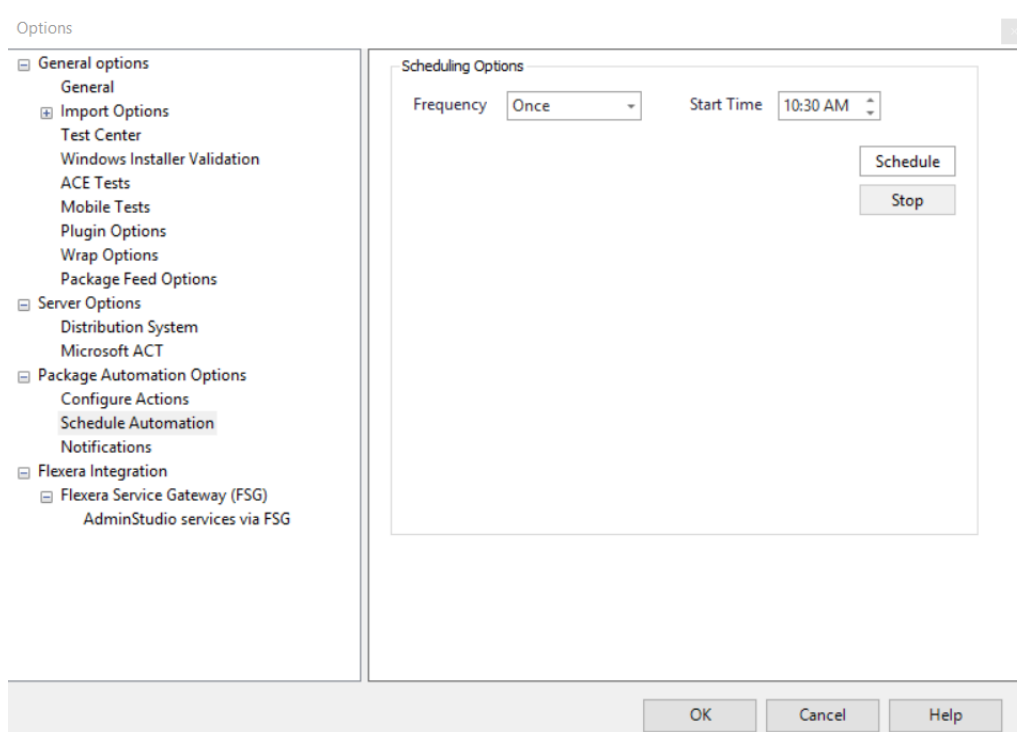 Options
General options
General
Import Options
Test Center
Windows Installer Validation
ACE Tests
Mobile Tests
Plugin Options
Wrap Options
Package Feed Options
Server Options
Distribution System
Microsoft ACT
Package Automation Options
Configure Actions
Schedule Automation
Notifications
Flexera Integration
Flexera Service Gateway (FSG)
AdminStudio services via FSG
Scheduling Options
Frequency Once Start Time 10:30 AM
Schedule
Stop
OK Cancel Help